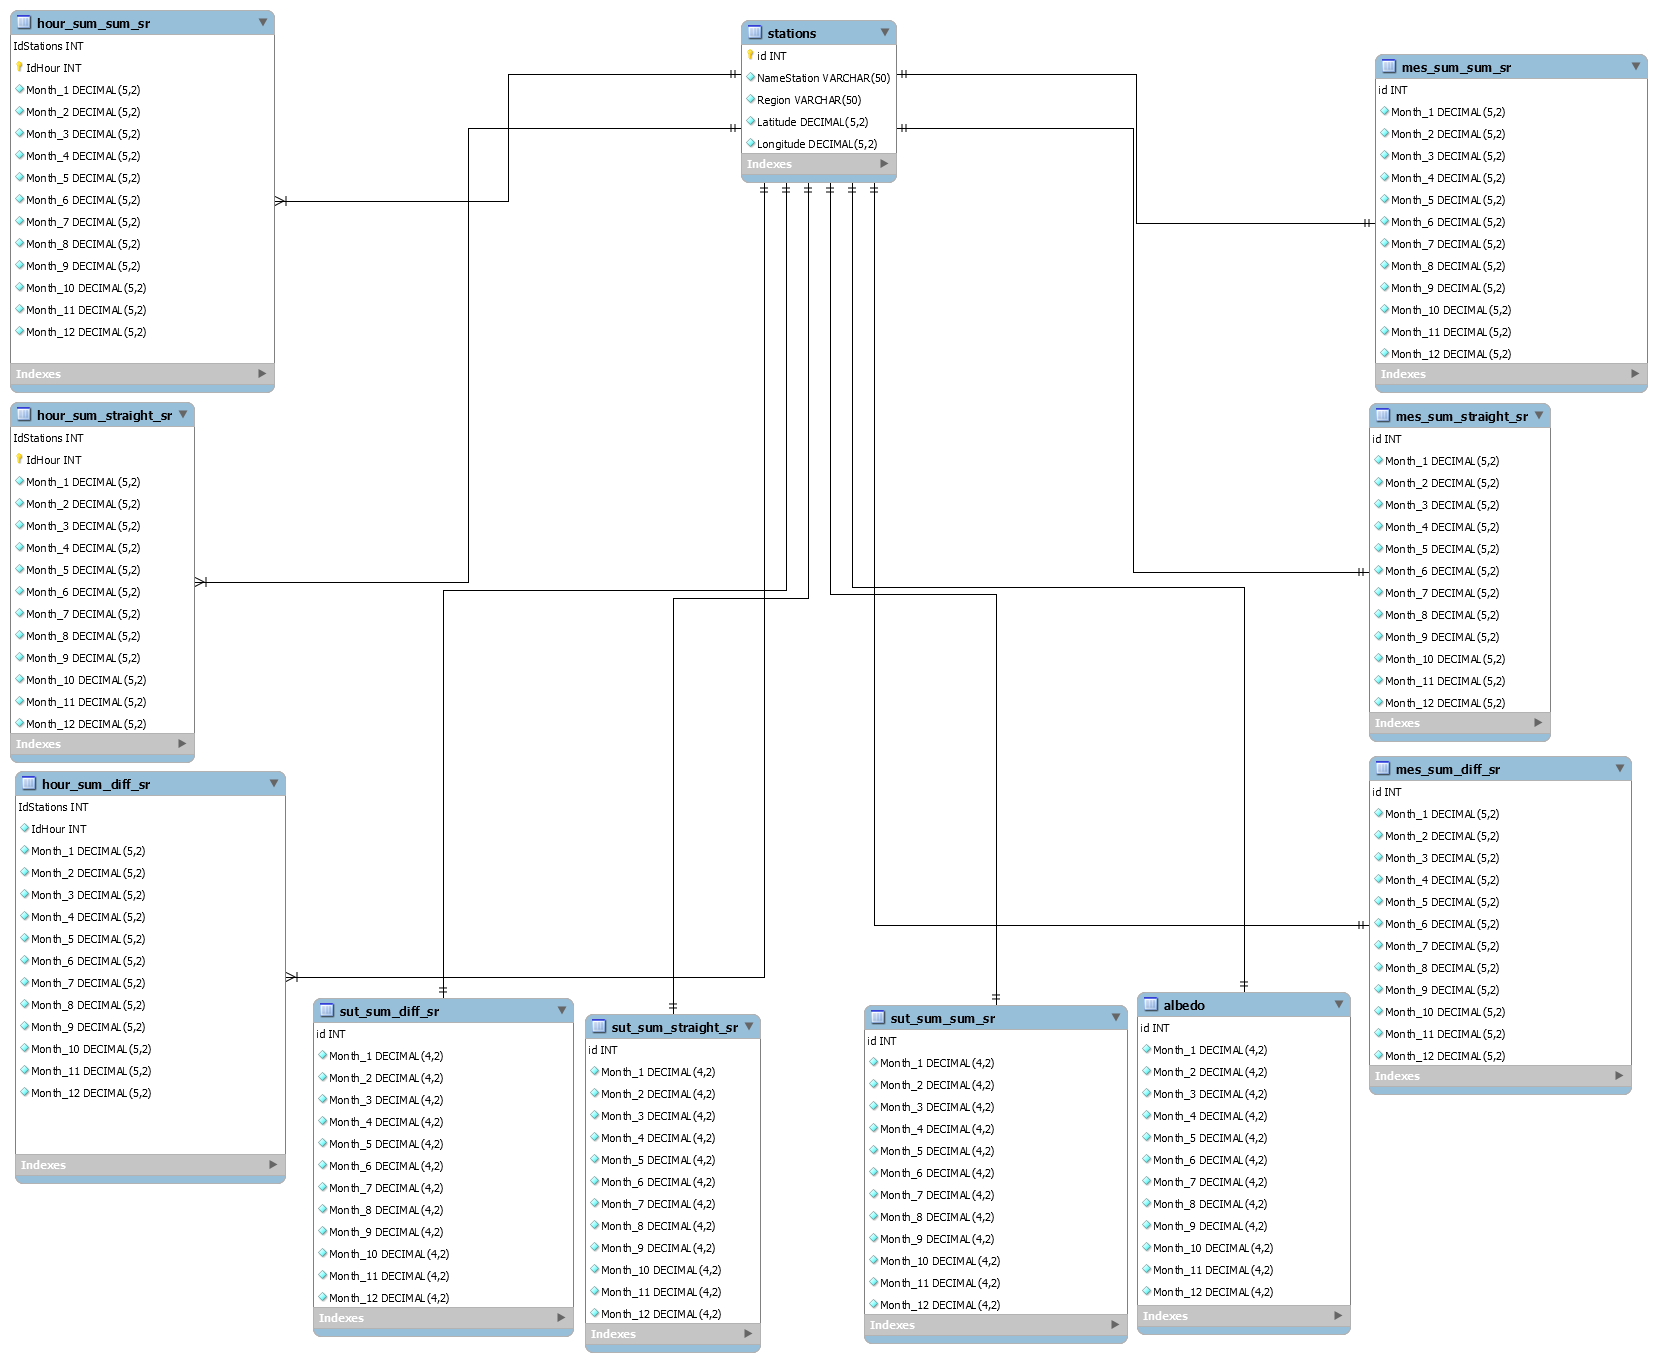 hour_sum_sum_sr
IdStations INT
IdHour INT
Month_1 DECIMAL(5,2)
Month_2 DECIMAL(5,2)
Month_3 DECIMAL(5,2)
Month_4 DECIMAL(5,2)
Month_5 DECIMAL(5,2)
Month_6 DECIMAL(5,2)
Month_7 DECIMAL(5,2)
Month_8 DECIMAL(5,2)
Month_9 DECIMAL(5,2)
Month_10 DECIMAL(5,2)
Month_11 DECIMAL(5,2)
Month_12 DECIMAL(5,2)
Indexes
stations
id INT
NameStation VARCHAR(50)
Region VARCHAR(50)
Latitude DECIMAL(5,2)
Longitude DECIMAL(5,2)
Indexes
mes_sum_sum_sr
id INT
Month_1 DECIMAL(5,2)
Month_2 DECIMAL(5,2)
Month_3 DECIMAL(5,2)
Month_4 DECIMAL(5,2)
Month_5 DECIMAL(5,2)
Month_6 DECIMAL(5,2)
Month_7 DECIMAL(5,2)
Month_8 DECIMAL(5,2)
Month_9 DECIMAL(5,2)
Month_10 DECIMAL(5,2)
Month_11 DECIMAL(5,2)
Month_12 DECIMAL(5,2)
Indexes
hour_sum_straight_sr
IdStations INT
IdHour INT
Month_1 DECIMAL(5,2)
Month_2 DECIMAL(5,2)
Month_3 DECIMAL(5,2)
Month_4 DECIMAL(5,2)
Month_5 DECIMAL(5,2)
Month_6 DECIMAL(5,2)
Month_7 DECIMAL(5,2)
Month_8 DECIMAL(5,2)
Month_9 DECIMAL(5,2)
Month_10 DECIMAL(5,2)
Month_11 DECIMAL(5,2)
Month_12 DECIMAL(5,2)
Indexes
mes_sum_straight_sr
id INT
Month_1 DECIMAL(5,2)
Month_2 DECIMAL(5,2)
Month_3 DECIMAL(5,2)
Month_4 DECIMAL(5,2)
Month_5 DECIMAL(5,2)
Month_6 DECIMAL(5,2)
Month_7 DECIMAL(5,2)
Month_8 DECIMAL(5,2)
Month_9 DECIMAL(5,2)
Month_10 DECIMAL(5,2)
Month_11 DECIMAL(5,2)
Month_12 DECIMAL(5,2)
Indexes
hour_sum_diff_sr
IdStations INT
IdHour INT
Month_1 DECIMAL(5,2)
Month_2 DECIMAL(5,2)
Month_3 DECIMAL(5,2)
Month_4 DECIMAL(5,2)
Month_5 DECIMAL(5,2)
Month_6 DECIMAL(5,2)
Month_7 DECIMAL(5,2)
Month_8 DECIMAL(5,2)
Month_9 DECIMAL(5,2)
Month_10 DECIMAL(5,2)
Month_11 DECIMAL(5,2)
Month_12 DECIMAL(5,2)
Indexes
mes_sum_diff_sr
id INT
Month_1 DECIMAL(5,2)
Month_2 DECIMAL(5,2)
Month_3 DECIMAL(5,2)
Month_4 DECIMAL(5,2)
Month_5 DECIMAL(5,2)
Month_6 DECIMAL(5,2)
Month_7 DECIMAL(5,2)
Month_8 DECIMAL(5,2)
Month_9 DECIMAL(5,2)
Month_10 DECIMAL(5,2)
Month_11 DECIMAL(5,2)
Month_12 DECIMAL(5,2)
Indexes
sut_sum_diff_sr
id INT
Month_1 DECIMAL(4,2)
Month_2 DECIMAL(4,2)
Month_3 DECIMAL(4,2)
Month_4 DECIMAL(4,2)
Month_5 DECIMAL(4,2)
Month_6 DECIMAL(4,2)
Month_7 DECIMAL(4,2)
Month_8 DECIMAL(4,2)
Month_9 DECIMAL(4,2)
Month_10 DECIMAL(4,2)
Month_11 DECIMAL(4,2)
Month_12 DECIMAL(4,2)
Indexes
sut_sum_straight_sr
id INT
Month_1 DECIMAL(4,2)
Month_2 DECIMAL(4,2)
Month_3 DECIMAL(4,2)
Month_4 DECIMAL(4,2)
Month_5 DECIMAL(4,2)
Month_6 DECIMAL(4,2)
Month_7 DECIMAL(4,2)
Month_8 DECIMAL(4,2)
Month_9 DECIMAL(4,2)
Month_10 DECIMAL(4,2)
Month_11 DECIMAL(4,2)
Month_12 DECIMAL(4,2)
Indexes
sut_sum_sum_sr
id INT
Month_1 DECIMAL(4,2)
Month_2 DECIMAL(4,2)
Month_3 DECIMAL(4,2)
Month_4 DECIMAL(4,2)
Month_5 DECIMAL(4,2)
Month_6 DECIMAL(4,2)
Month_7 DECIMAL(4,2)
Month_8 DECIMAL(4,2)
Month_9 DECIMAL(4,2)
Month_10 DECIMAL(4,2)
Month_11 DECIMAL(4,2)
Month_12 DECIMAL(4,2)
Indexes
albedo
id INT
Month_1 DECIMAL(4,2)
Month_2 DECIMAL(4,2)
Month_3 DECIMAL(4,2)
Month_4 DECIMAL(4,2)
Month_5 DECIMAL(4,2)
Month_6 DECIMAL(4,2)
Month_7 DECIMAL(4,2)
Month_8 DECIMAL(4,2)
Month_9 DECIMAL(4,2)
Month_10 DECIMAL(4,2)
Month_11 DECIMAL(4,2)
Month_12 DECIMAL(4,2)
Indexes